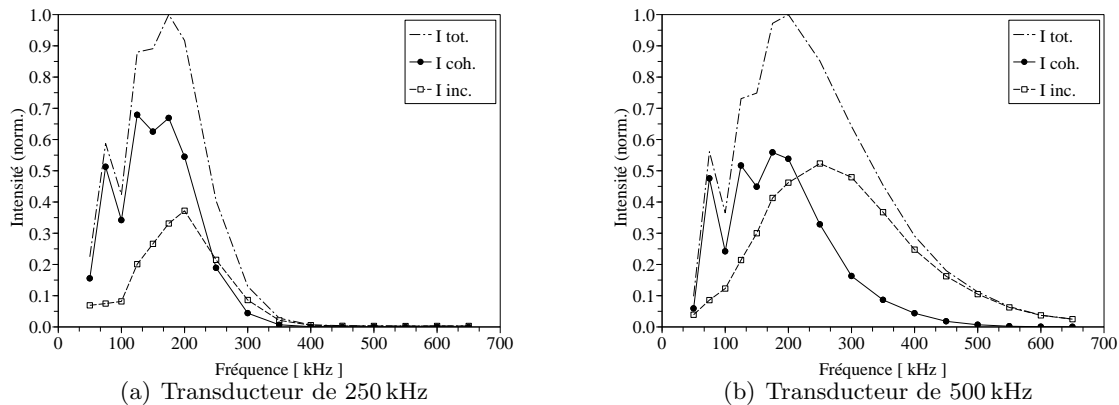 1.0
0.9
0.8
0.7
0.6
0.5
0.4
0.3
0.2
0.1
0.0
Intensité (norm.)
I tot.
I coh.
I inc.
0 100 200 300 400 500 600 700
Fréquence [ kHz ]
(a) Transducteur de 250 kHz
1.0
0.9
0.8
0.7
0.6
0.5
0.4
0.3
0.2
0.1
0.0
Intensité (norm.)
I tot.
I coh.
I inc.
0 100 200 300 400 500 600 700
Fréquence [ kHz ]
(b) Transducteur de 500 kHz